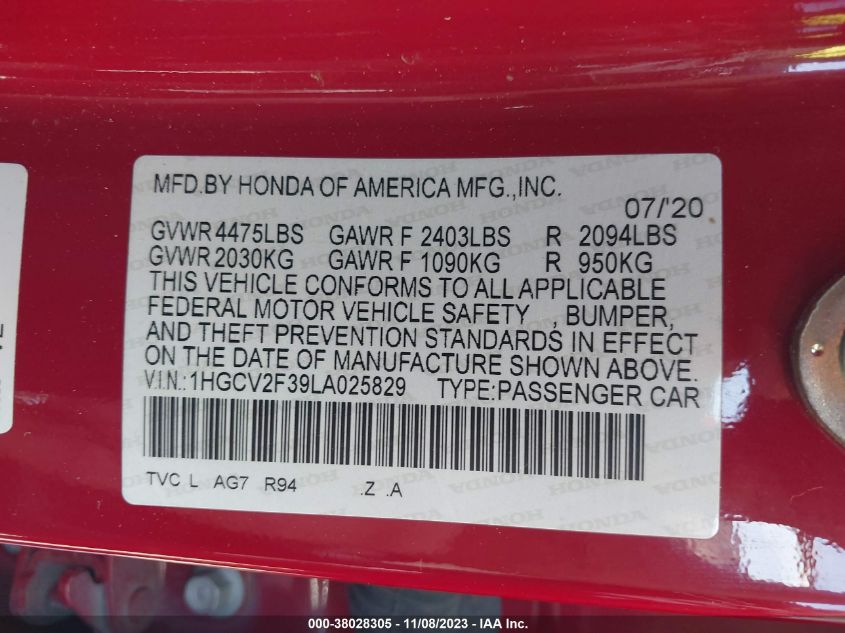 MFD.BY HONDA OF AMERICA MFG.,INC.
07/'20
GVWR 4475LBS GAWR F 2403LBS R 2094LBS
GVWR 2030KG GAWR F 1090KG R 950KG
THIS VEHICLE CONFORMS TO ALL APPLICABLE
FEDERAL MOTOR VEHICLE SAFETY , BUMPER,
AND THEFT PREVENTION STANDARDS IN EFFECT
ON THE DATE OF MANUFACTURE SHOWN ABOVE.
V.I.N.:1HGCV2F39LA025829 TYPE:PASSENGER CAR
TVC L AG7 R94 .Z .A
000-38028305 - 11/08/2023 - IAA Inc.